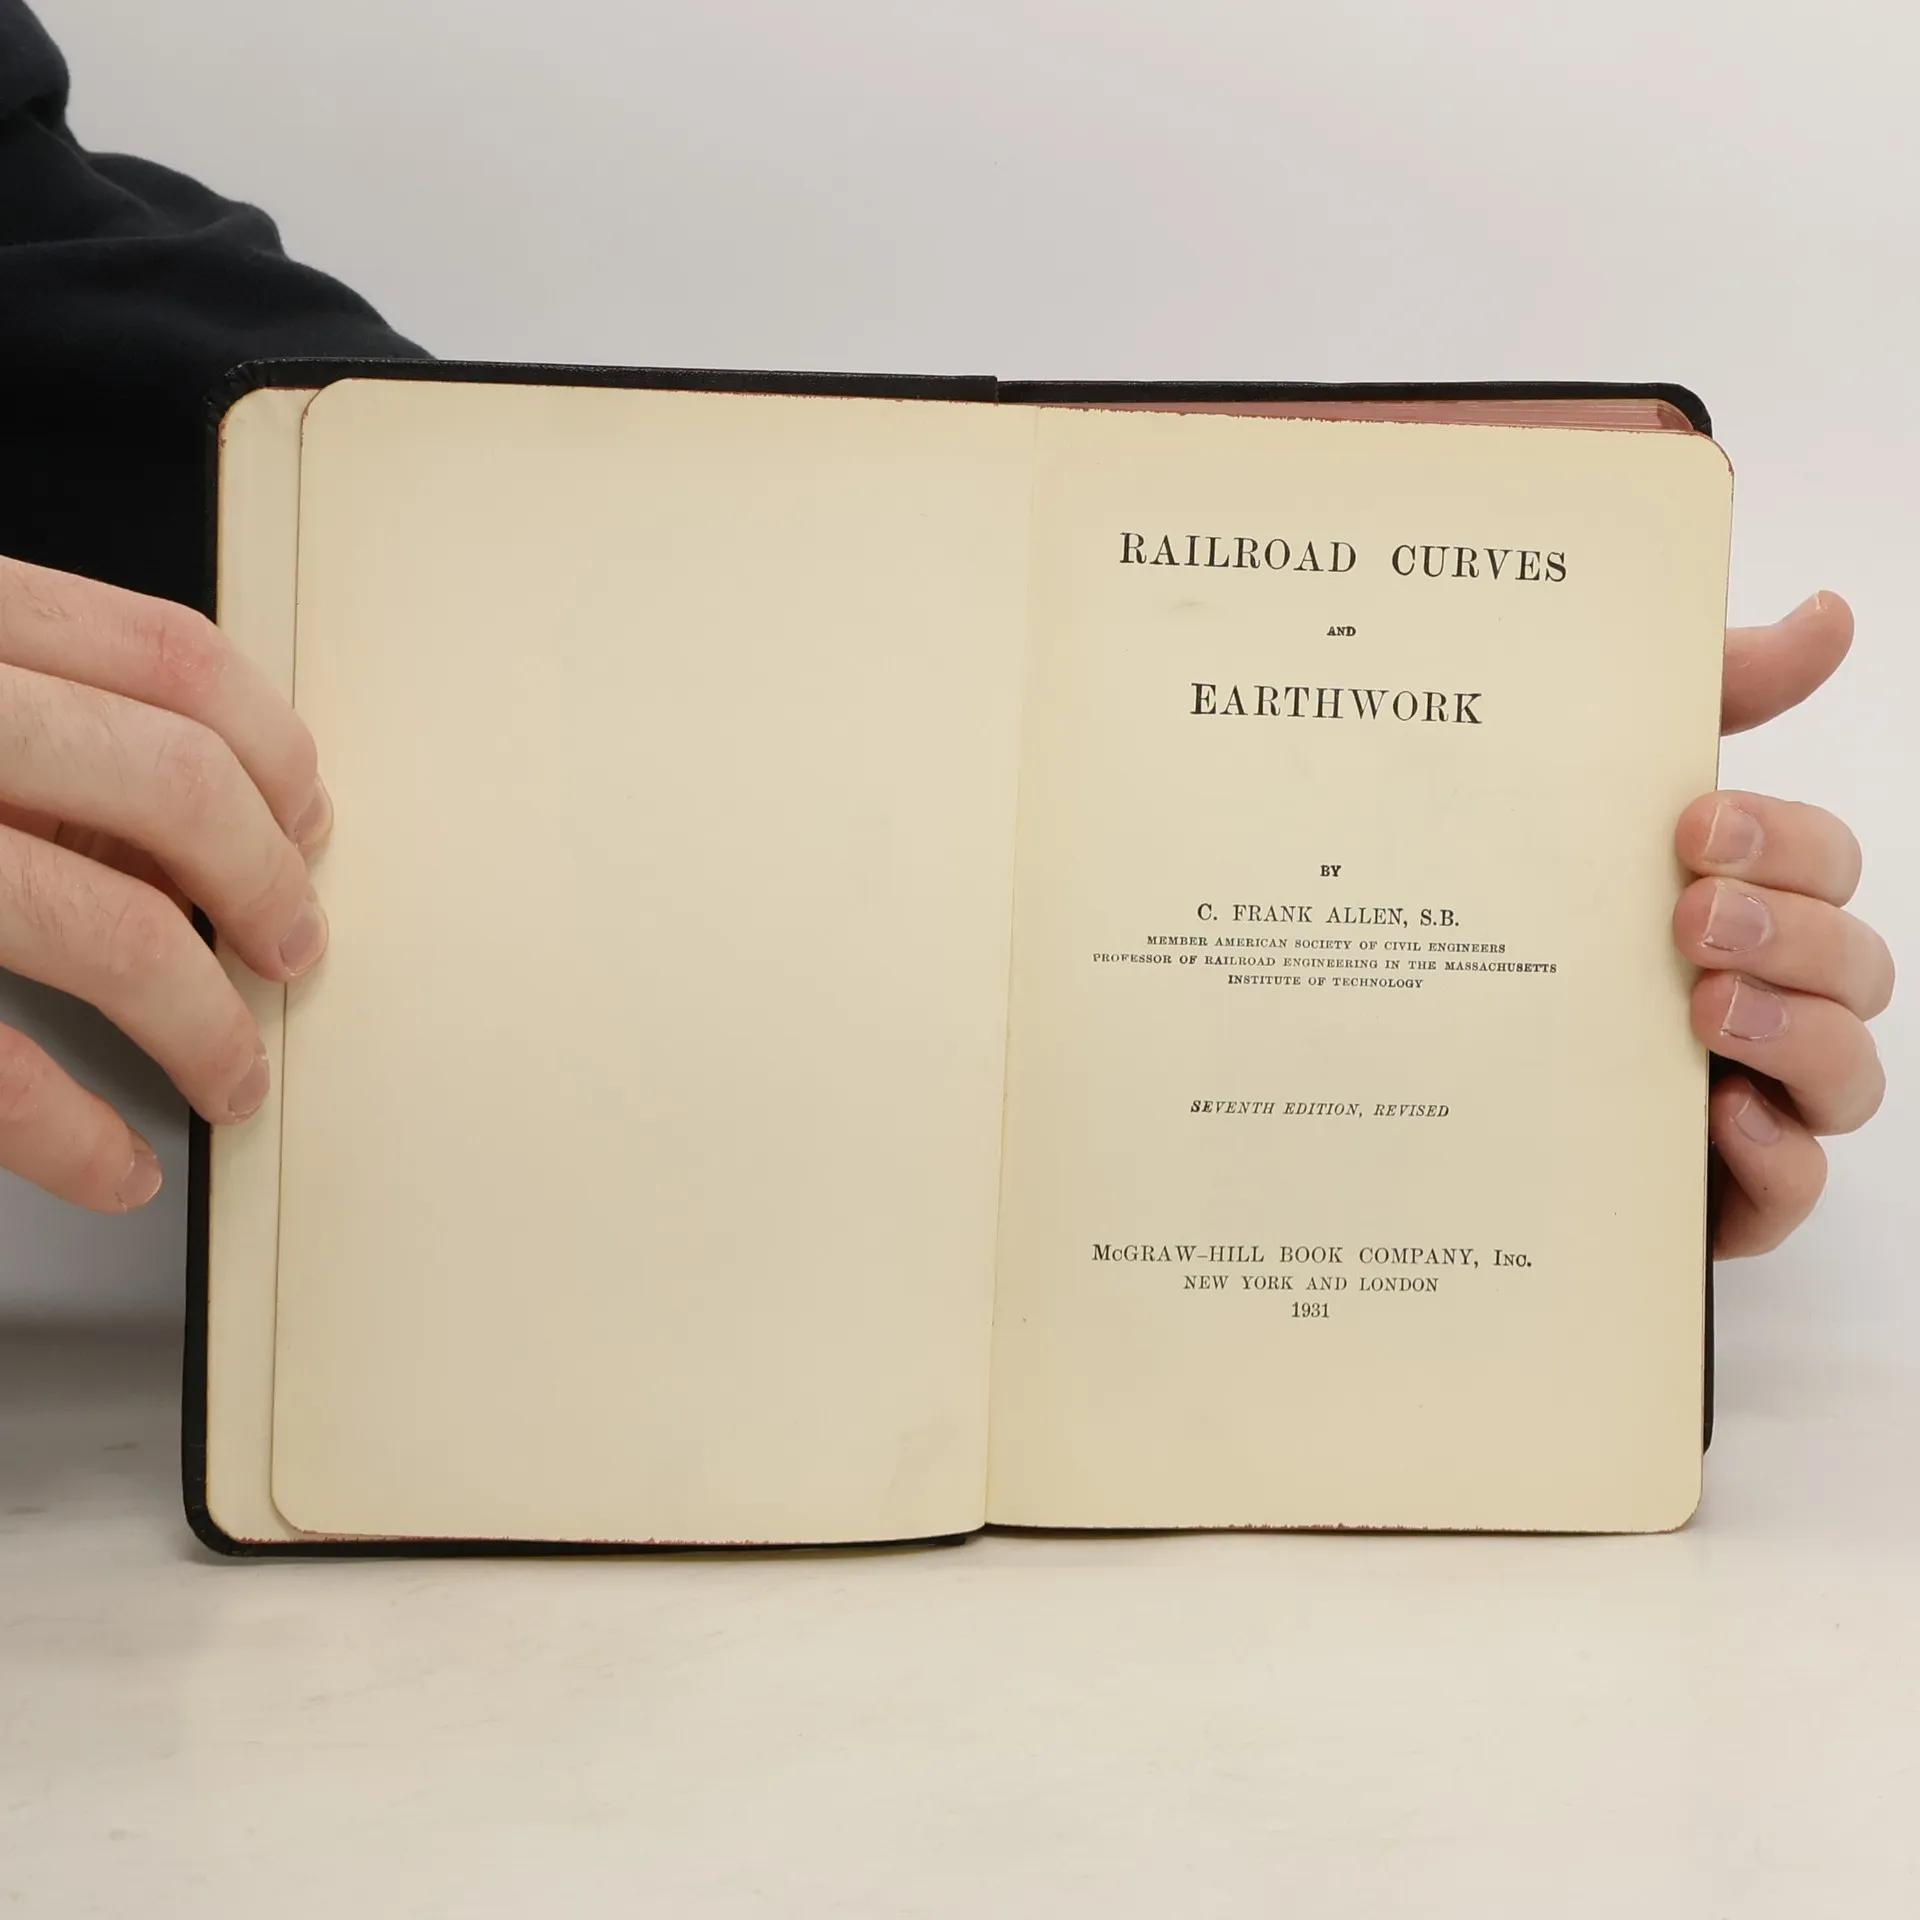 RAILROAD CURVES
AND
EARTHWORK
BY
C. FRANK ALLEN, S.B.
MEMBER AMERICAN SOCIETY OF CIVIL ENGINEERS
PROFESSOR OF RAILROAD ENGINEERING IN THE MASSACHUSETTS
INSTITUTE OF TECHNOLOGY
SEVENTH EDITION, REVISED
McGRAW-HILL BOOK COMPANY, Inc.
NEW YORK AND LONDON
1931